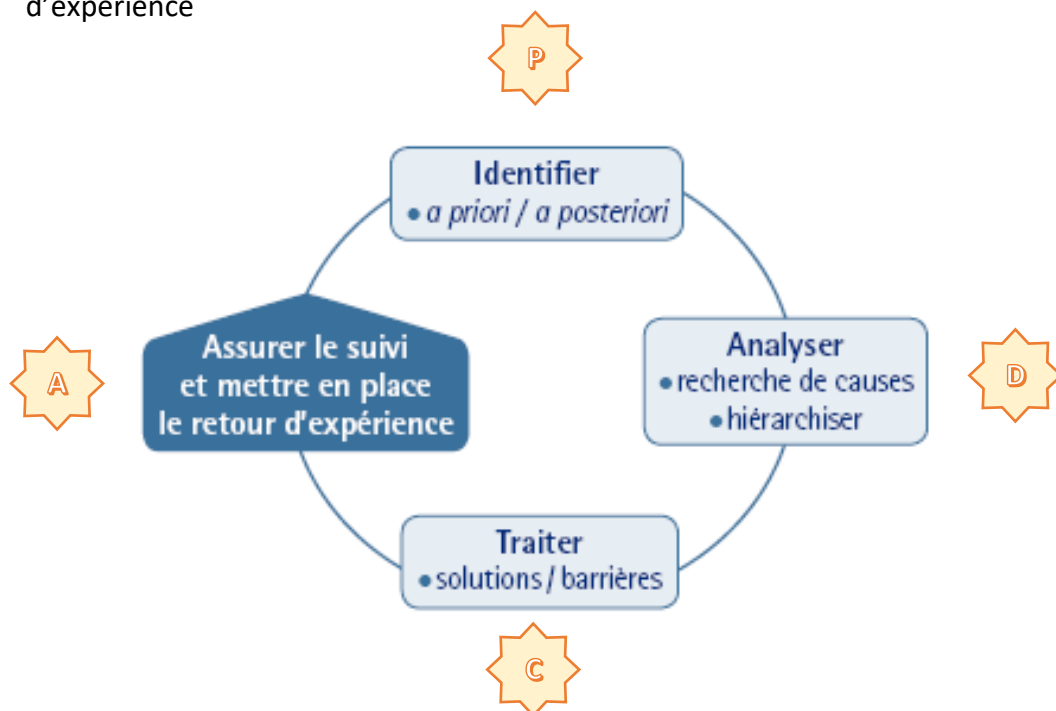 d’expérience
P
Identifier
• a priori / a posteriori
Assurer le suivi
et mettre en place
le retour d'expérience
A
Analyser
• recherche de causes
• hiérarchiser
D
Traiter
• solutions / barrières
C